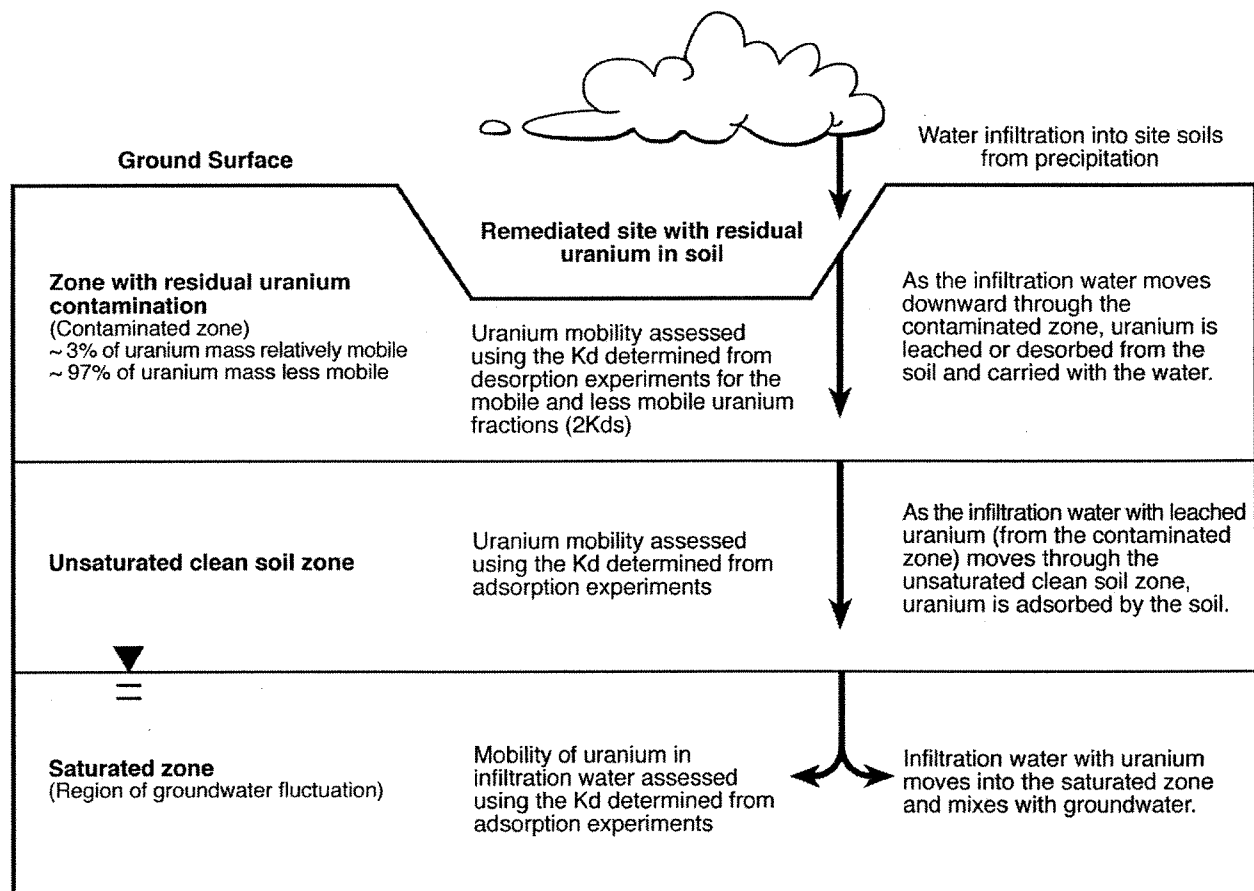 Ground Surface
Water infiltration into site soils
from precipitation
Remediated site with residual
uranium in soil
Zone with residual uranium
contamination
(Contaminated zone)
~ 3% of uranium mass relatively mobile
~ 97% of uranium mass less mobile
Uranium mobility assessed
using the Kd determined from
desorption experiments for the
mobile and less mobile uranium
fractions (2Kds)
As the infiltration water moves
downward through the
contaminated zone, uranium is
leached or desorbed from the
soil and carried with the water.
Unsaturated clean soil zone
Uranium mobility assessed
using the Kd determined from
adsorption experiments
As the infiltration water with leached
uranium (from the contaminated
zone) moves through the
unsaturated clean soil zone,
uranium is adsorbed by the soil.
Saturated zone
(Region of groundwater fluctuation)
Mobility of uranium in
infiltration water assessed
using the Kd determined from
adsorption experiments
Infiltration water with uranium
moves into the saturated zone
and mixes with groundwater.